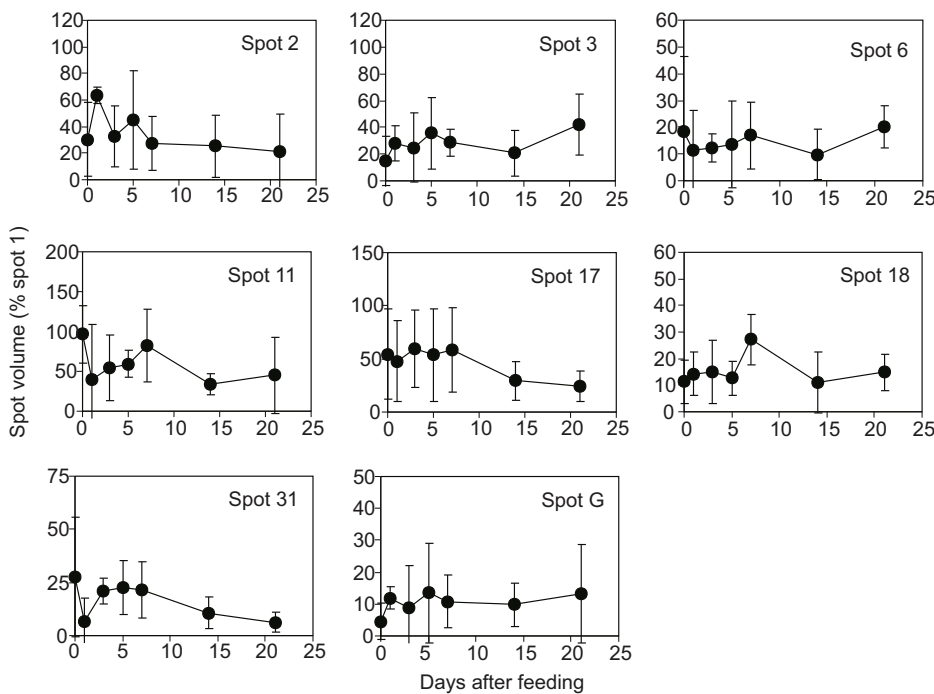 120 100 80 60 40 20 0
Spot 2
0 5 10 15 20 25
120 100 80 60 40 20 0
Spot 3
0 5 10 15 20 25
60 50 40 30 20 10 0
Spot 6
0 5 10 15 20 25
Spot volume (% spot 1)
200 150 100 50 0
Spot 11
0 5 10 15 20 25
150 100 50 0
Spot 17
0 5 10 15 20 25
60 50 40 30 20 10 0
Spot 18
0 5 10 15 20 25
75 50 25 0
Spot 31
0 5 10 15 20 25
50 40 30 20 10 0
Spot G
0 5 10 15 20 25
Days after feeding